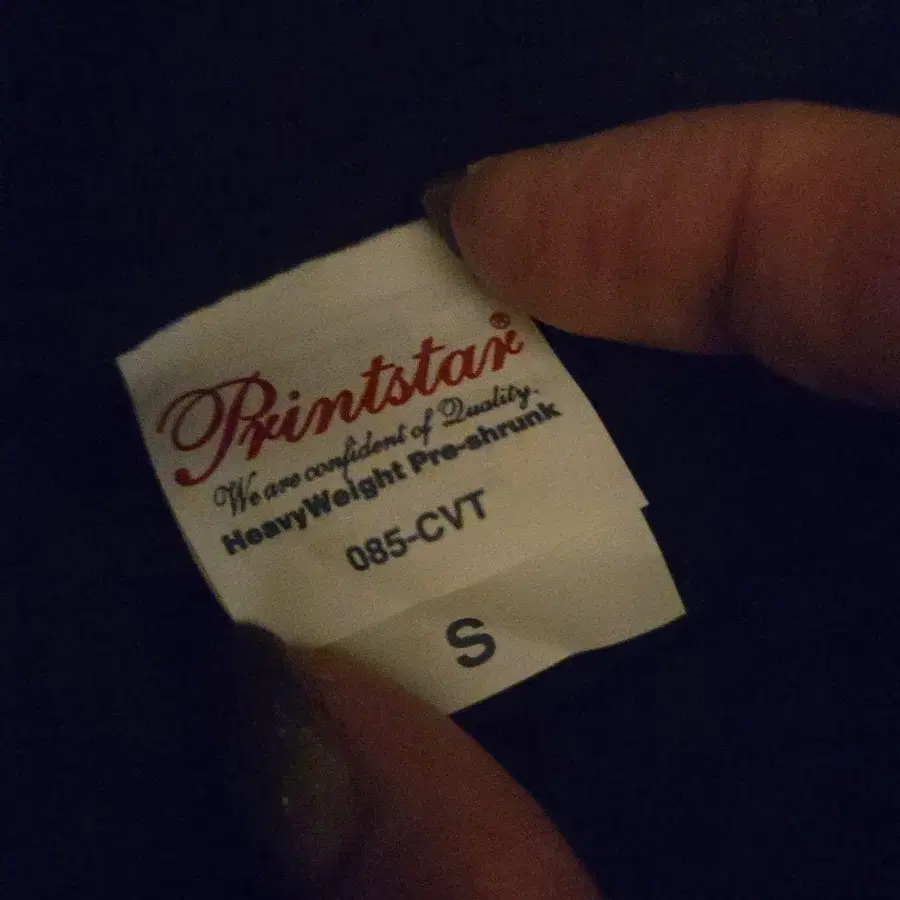 Printstar®
We are confident of Quality.
HeavyWeight Pre-shrunk
085-CVT
S